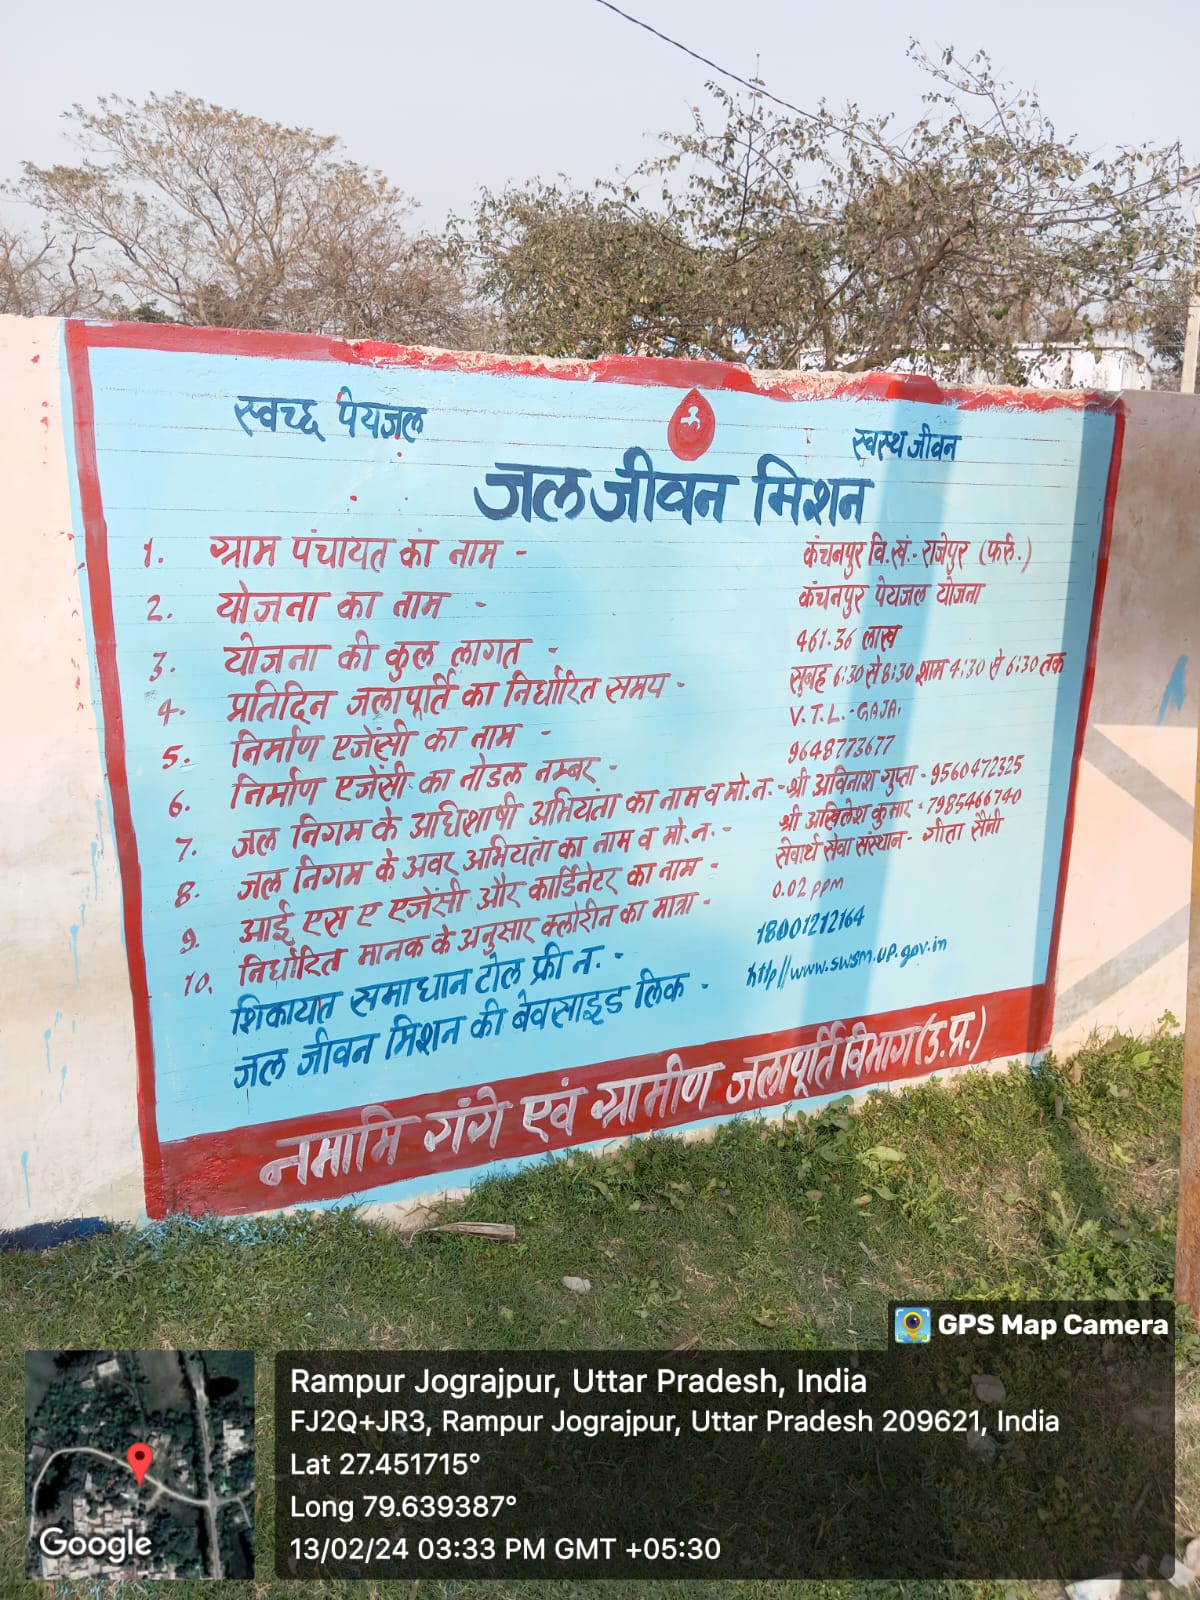 स्वच्छ पेयजल
स्वस्थ जीवन
जल जीवन मिशन
1. ग्राम पंचायत का नाम - कंचनपुर वि.खं.- राजेपुर (फर्रु.)
2. योजना का नाम - कंचनपुर पेयजल योजना
3. योजना की कुल लागत - 461.36 लाख
4. प्रतिदिन जलापूर्ति का निर्धारित समय - सुबह 6:30 से 8:30 शाम 4:30 से 6:30 तक
5. निर्माण एजेंसी का नाम - V.T.L.-GAJA.
6. निर्माण एजेंसी का नोडल नम्बर - 9648773677
7. जल निगम के अधिशाषी अभियंता का नाम व मो.न. - श्री अविनाश गुप्ता - 9560472325
8. जल निगम के अवर अभियंता का नाम व मो.न. - श्री अखिलेश कुमार - 7985466740
9. आई एस ए एजेंसी और कार्डिनेटर का नाम - सेवार्थ सेवा संस्थान - गीता सैनी
10. निर्धारित मानक के अनुसार क्लोरीन का मात्रा - 0.02 ppm
शिकायत समाधान टोल फ्री न. - 18001212164
जल जीवन मिशन की बेवसाइड लिंक - http//www.swsm.up.gov.in
नमामि गंगे एवं ग्रामीण जलापूर्ति विभाग (उ.प्र.)
GPS Map Camera
Rampur Jograjpur, Uttar Pradesh, India
FJ2Q+JR3, Rampur Jograjpur, Uttar Pradesh 209621, India
Lat 27.451715°
Long 79.639387°
13/02/24 03:33 PM GMT +05:30
Google